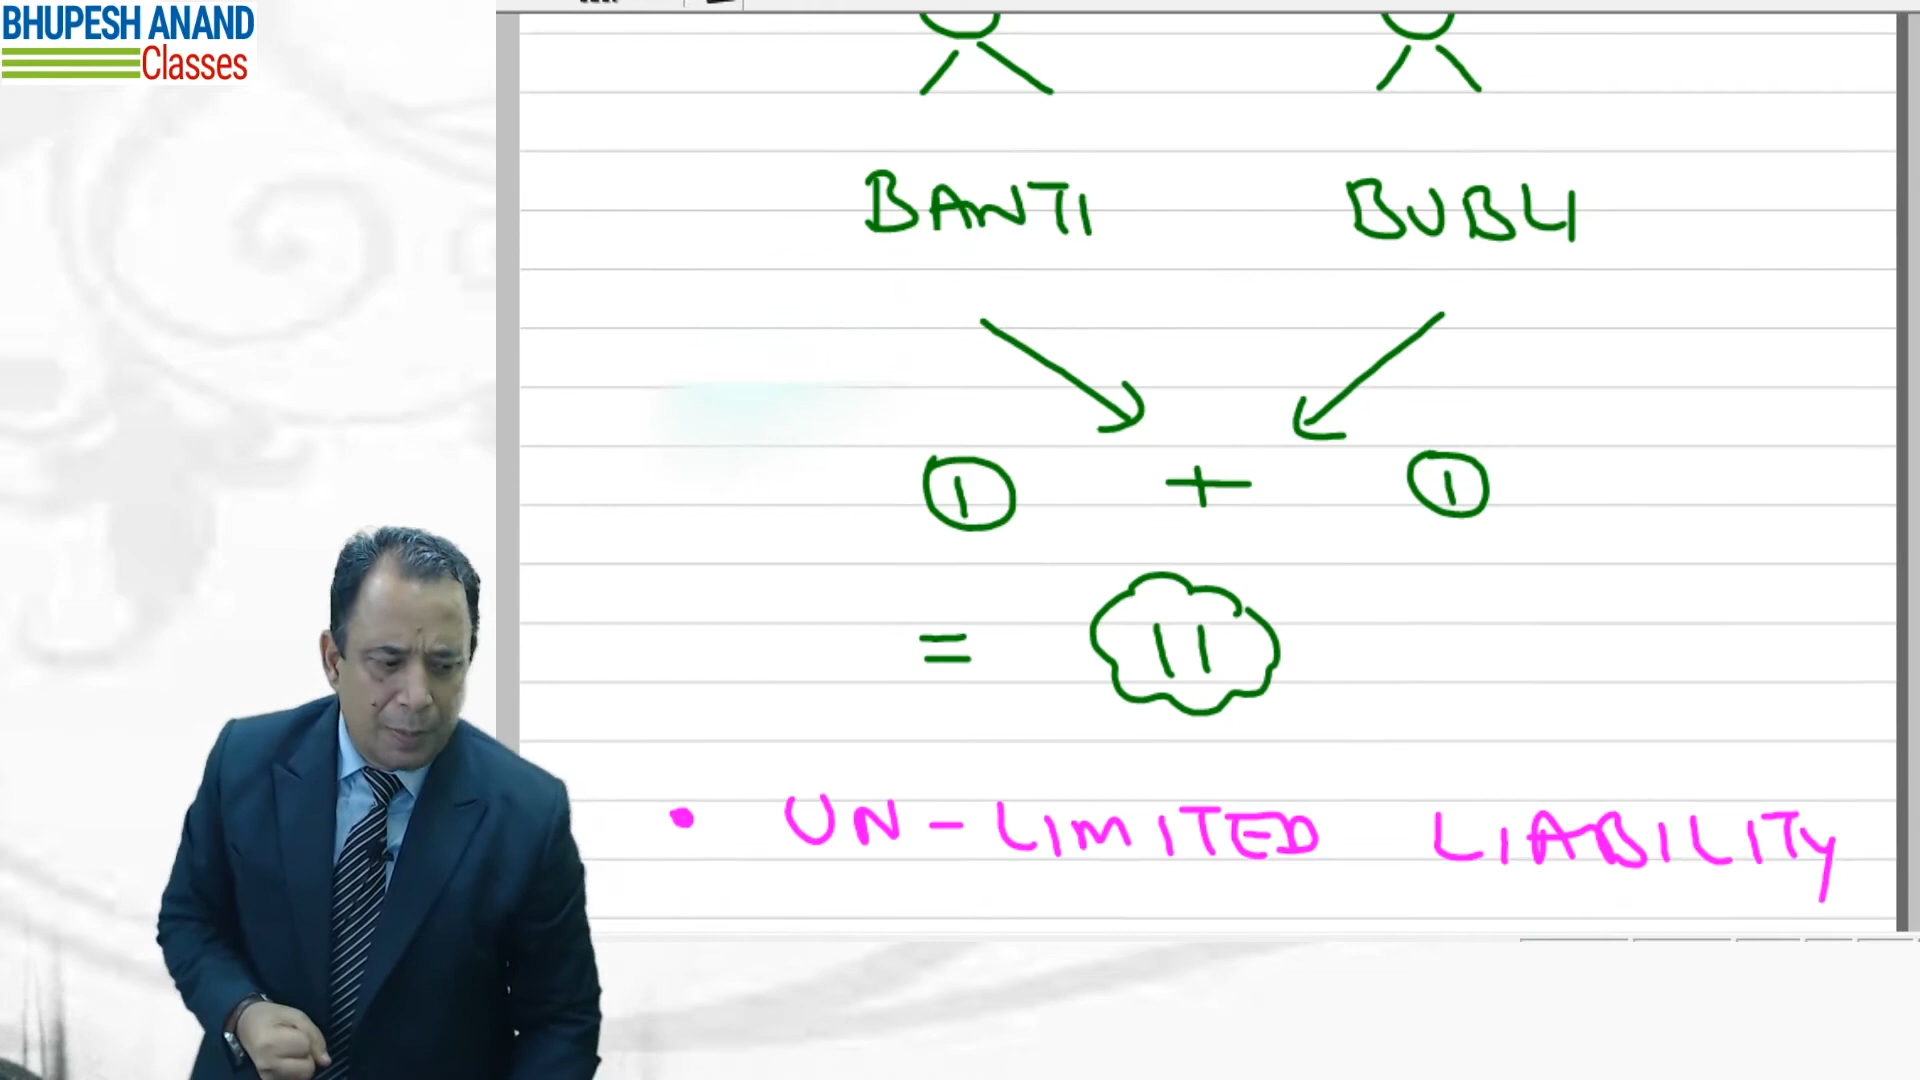 BHUPESH ANAND
Classes
BANTI BUBLI
1 + 1
= 11
• UN-LIMITED LIABILITY